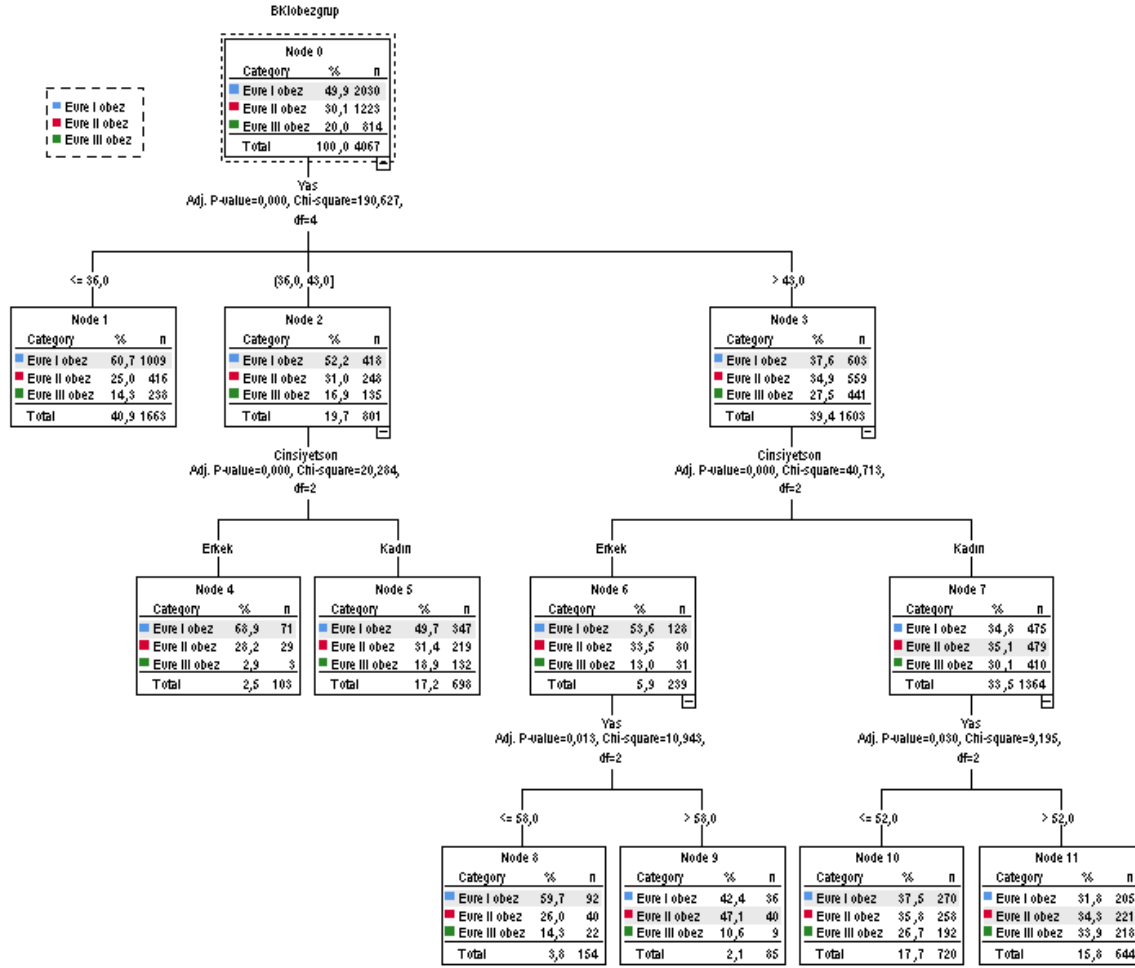 BKIobezgrup
Node 0
Category % n
Evre I obez 49,9 2030
Evre II obez 30,1 1223
Evre III obez 20,0 814
Total 100,0 4067
Evre I obez
Evre II obez
Evre III obez
Yas
Adj. P-value=0,000, Chi-square=190,627,
df=4
<= 36,0
(36,0, 43,0]
> 43,0
Node 1
Category % n
Evre I obez 60,7 1009
Evre II obez 25,0 416
Evre III obez 14,3 238
Total 40,9 1663
Node 2
Category % n
Evre I obez 52,2 418
Evre II obez 31,0 248
Evre III obez 16,9 135
Total 19,7 801
Node 3
Category % n
Evre I obez 37,6 603
Evre II obez 34,9 559
Evre III obez 27,5 441
Total 39,4 1603
Cinsiyetson
Adj. P-value=0,000, Chi-square=20,284,
df=2
Cinsiyetson
Adj. P-value=0,000, Chi-square=40,713,
df=2
Erkek
Kadın
Erkek
Kadın
Node 4
Category % n
Evre I obez 68,9 71
Evre II obez 28,2 29
Evre III obez 2,9 3
Total 2,5 103
Node 5
Category % n
Evre I obez 49,7 347
Evre II obez 31,4 219
Evre III obez 18,9 132
Total 17,2 698
Node 6
Category % n
Evre I obez 53,6 128
Evre II obez 33,5 80
Evre III obez 13,0 31
Total 5,9 239
Node 7
Category % n
Evre I obez 34,8 475
Evre II obez 35,1 479
Evre III obez 30,1 410
Total 33,5 1364
Yas
Adj. P-value=0,013, Chi-square=10,943,
df=2
Yas
Adj. P-value=0,030, Chi-square=9,195,
df=2
<= 58,0
> 58,0
<= 52,0
> 52,0
Node 8
Category % n
Evre I obez 59,7 92
Evre II obez 26,0 40
Evre III obez 14,3 22
Total 3,8 154
Node 9
Category % n
Evre I obez 42,4 36
Evre II obez 47,1 40
Evre III obez 10,6 9
Total 2,1 85
Node 10
Category % n
Evre I obez 37,5 270
Evre II obez 35,8 258
Evre III obez 26,7 192
Total 17,7 720
Node 11
Category % n
Evre I obez 31,8 205
Evre II obez 34,3 221
Evre III obez 33,9 218
Total 15,8 644